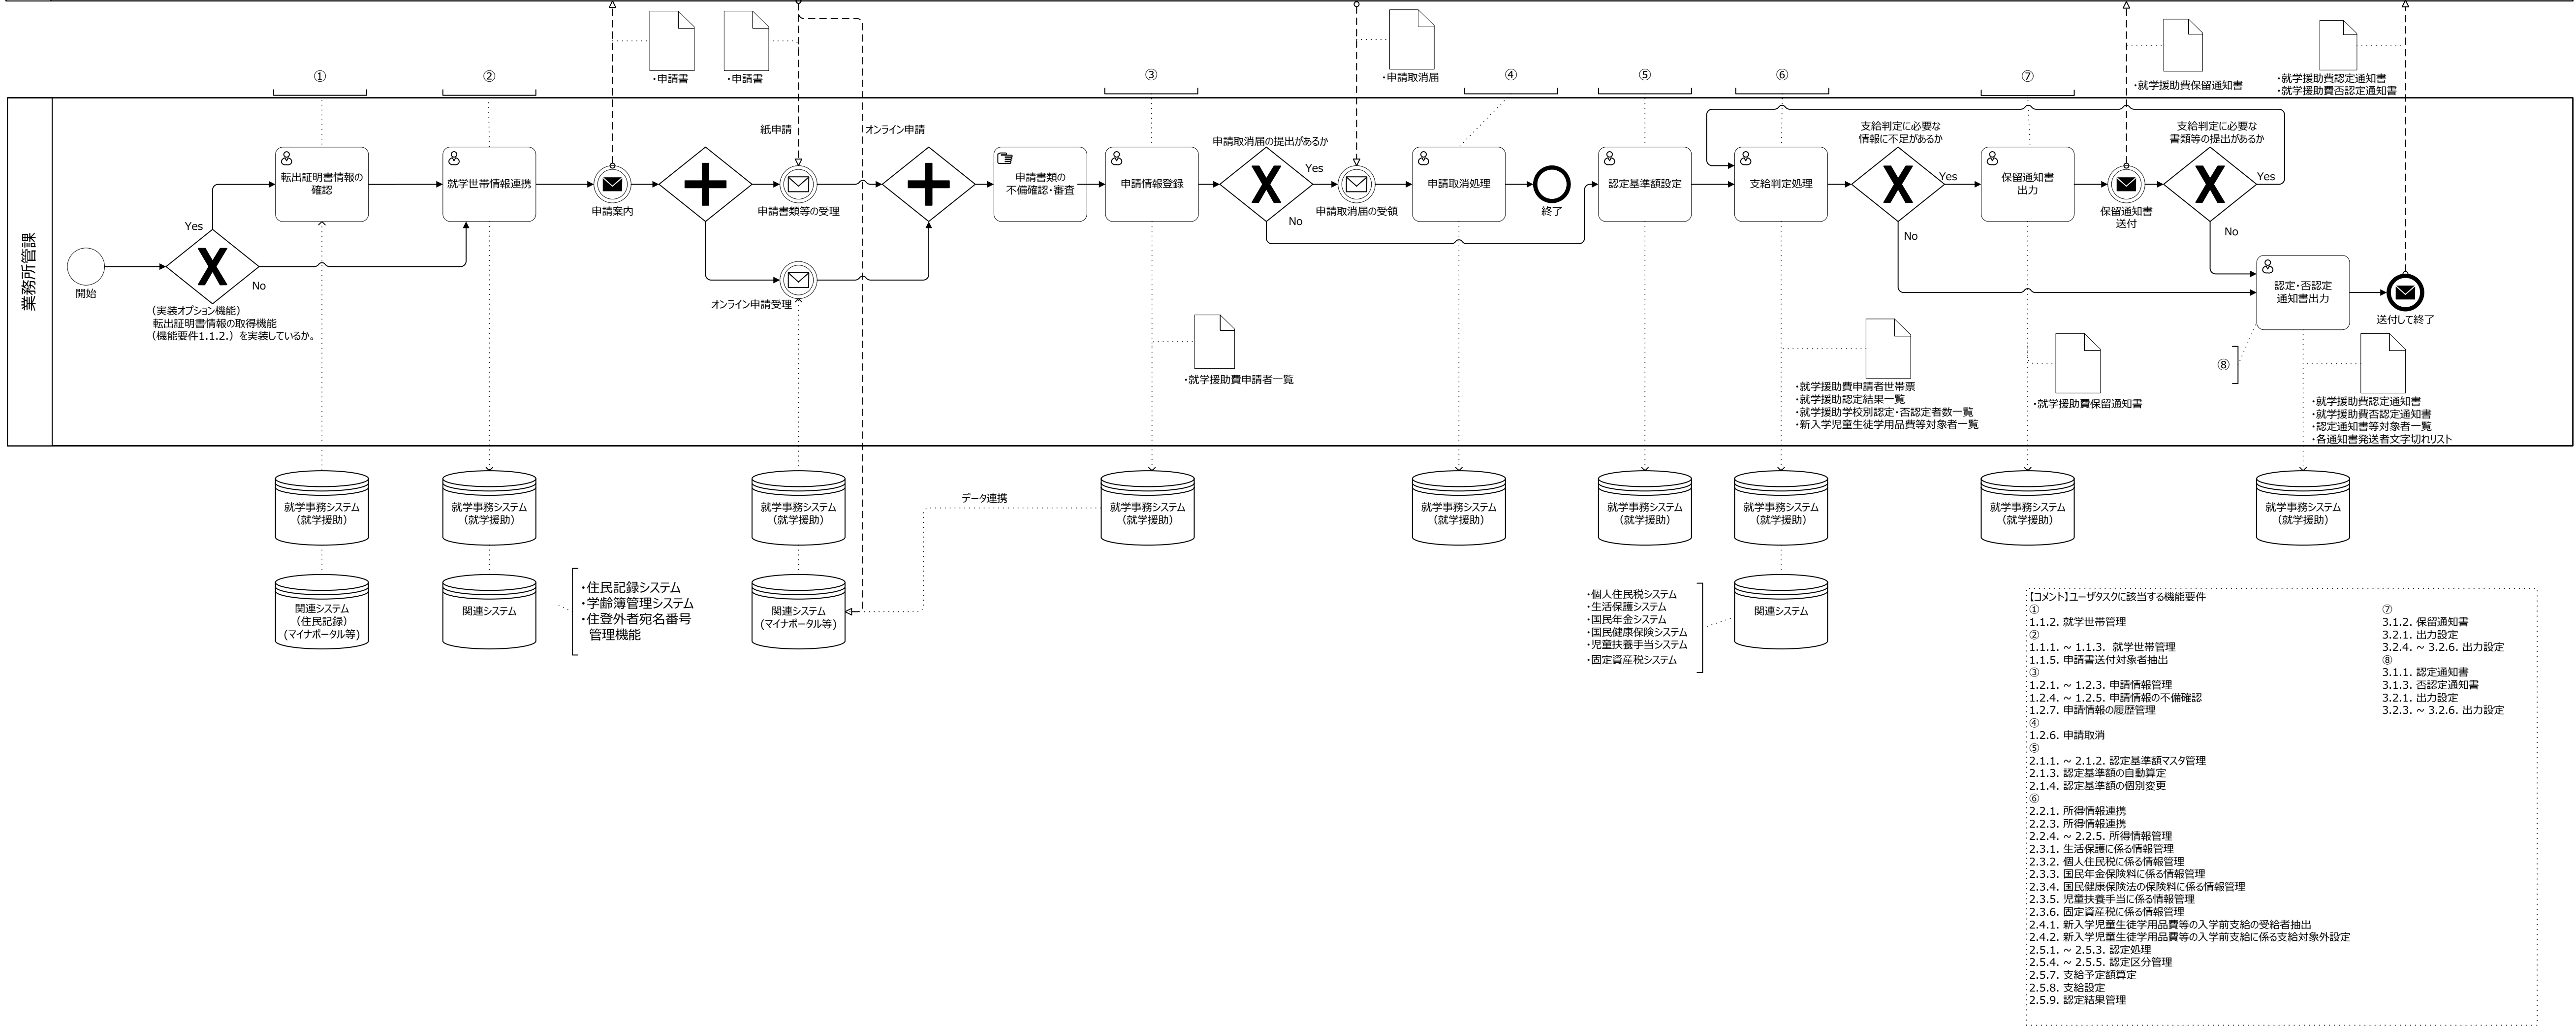 ・申請書
・申請書
・申請取消届
・就学援助費保留通知書
・就学援助費認定通知書
・就学援助費否認定通知書
①
②
③
④
⑤
⑥
⑦
業務所管課
開始
Yes
No
（実装オプション機能）
転出証明書情報の取得機能
（機能要件1.1.2.）を実装しているか。
転出証明書情報の
確認
就学世帯情報連携
申請案内
紙申請
申請書類等の受理
オンライン申請受理
オンライン申請
申請書類の
不備確認・審査
申請情報登録
・就学援助費申請者一覧
申請取消届の提出があるか
Yes
No
申請取消届の受領
申請取消処理
終了
認定基準額設定
支給判定処理
・就学援助費申請者世帯票
・就学援助認定結果一覧
・就学援助学校別認定・否認定者数一覧
・新入学児童生徒学用品費等対象者一覧
支給判定に必要な
情報に不足があるか
Yes
No
保留通知書
出力
・就学援助費保留通知書
保留通知書
送付
支給判定に必要な
書類等の提出があるか
Yes
No
認定・否認定
通知書出力
⑧
送付して終了
・就学援助費認定通知書
・就学援助費否認定通知書
・認定通知書等対象者一覧
・各通知書発送者文字切れリスト
就学事務システム
（就学援助）
就学事務システム
（就学援助）
就学事務システム
（就学援助）
データ連携
就学事務システム
（就学援助）
就学事務システム
（就学援助）
就学事務システム
（就学援助）
就学事務システム
（就学援助）
就学事務システム
（就学援助）
就学事務システム
（就学援助）
関連システム
（住民記録）
（マイナポータル等）
関連システム
・住民記録システム
・学齢簿管理システム
・住登外者宛名番号
管理機能
関連システム
（マイナポータル等）
・個人住民税システム
・生活保護システム
・国民年金システム
・国民健康保険システム
・児童扶養手当システム
・固定資産税システム
関連システム
【コメント】ユーザタスクに該当する機能要件
①
1.1.2. 就学世帯管理
②
1.1.1. ~ 1.1.3. 就学世帯管理
1.1.5. 申請書送付対象者抽出
③
1.2.1. ~ 1.2.3. 申請情報管理
1.2.4. ~ 1.2.5. 申請情報の不備確認
1.2.7. 申請情報の履歴管理
④
1.2.6. 申請取消
⑤
2.1.1. ~ 2.1.2. 認定基準額マスタ管理
2.1.3. 認定基準額の自動算定
2.1.4. 認定基準額の個別変更
⑥
2.2.1. 所得情報連携
2.2.3. 所得情報連携
2.2.4. ~ 2.2.5. 所得情報管理
2.3.1. 生活保護に係る情報管理
2.3.2. 個人住民税に係る情報管理
2.3.3. 国民年金保険料に係る情報管理
2.3.4. 国民健康保険法の保険料に係る情報管理
2.3.5. 児童扶養手当に係る情報管理
2.3.6. 固定資産税に係る情報管理
2.4.1. 新入学児童生徒学用品費等の入学前支給の受給者抽出
2.4.2. 新入学児童生徒学用品費等の入学前支給に係る支給対象外設定
2.5.1. ~ 2.5.3. 認定処理
2.5.4. ~ 2.5.5. 認定区分管理
2.5.7. 支給予定額算定
2.5.8. 支給設定
2.5.9. 認定結果管理
⑦
3.1.2. 保留通知書
3.2.1. 出力設定
3.2.4. ~ 3.2.6. 出力設定
⑧
3.1.1. 認定通知書
3.1.3. 否認定通知書
3.2.1. 出力設定
3.2.3. ~ 3.2.6. 出力設定